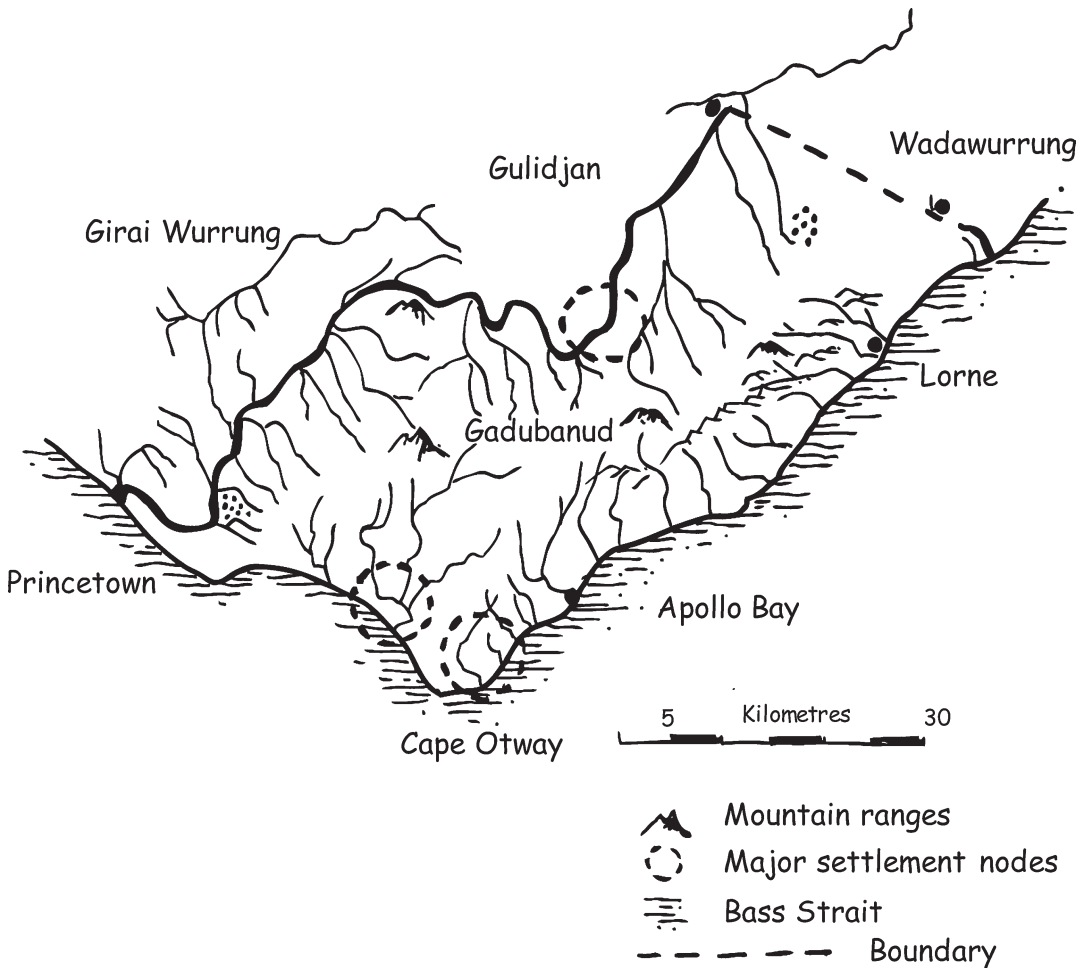 Wadawurrung
Gulidjan
Girai Wurrung
Lorne
Gadubanud
Princetown
Apollo Bay
5 Kilometres 30
Cape Otway
Mountain ranges
Major settlement nodes
Bass Strait
Boundary